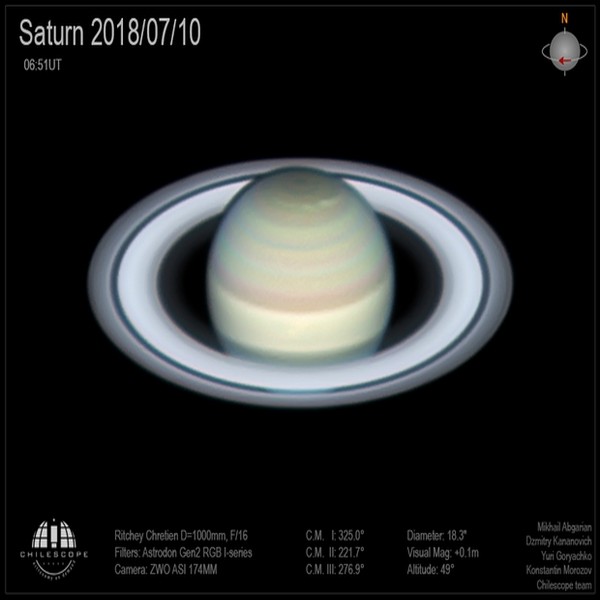 Saturn 2018/07/10
06:51UT
N
CHILESCOPE
Ritchey Chretien D=1000mm, F/16
Filters: Astrodon Gen2 RGB I-series
Camera: ZWO ASI 174MM
C.M. I: 325.0°
C.M. II: 221.7°
C.M. III: 276.9°
Diameter: 18.3"
Visual Mag: +0.1m
Altitude: 49°
Mikhail Abgarian
Dzmitry Kananovich
Yuri Goryachko
Konstantin Morozov
Chilescope team